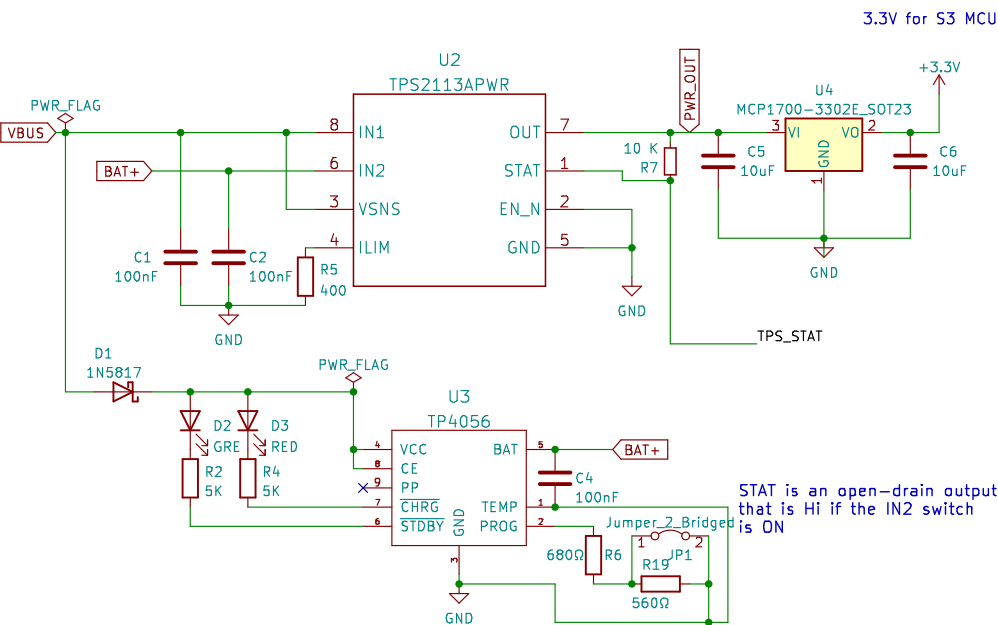 3.3V for S3 MCU
U2
TPS2113APWR
PWR_FLAG
VBUS
8
IN1
OUT
7
PWR_OUT
+3.3V
U4
MCP1700-3302E_SOT23
3
VI
VO
2
GND
1
BAT+
6
IN2
STAT
1
10 K
R7
C5
10uF
C6
10uF
3
VSNS
EN_N
2
4
ILIM
GND
5
C1
100nF
C2
100nF
R5
400
GND
GND
GND
TPS_STAT
D1
1N5817
PWR_FLAG
U3
TP4056
D2
GRE
D3
RED
R2
5K
R4
5K
4
VCC
BAT
5
BAT+
8
CE
9
PP
7
CHRG
TEMP
1
6
STDBY
PROG
2
GND
3
C4
100nF
STAT is an open-drain output
that is Hi if the IN2 switch
is ON
Jumper_2_Bridged
1
2
JP1
680Ω
R6
R19
560Ω
GND